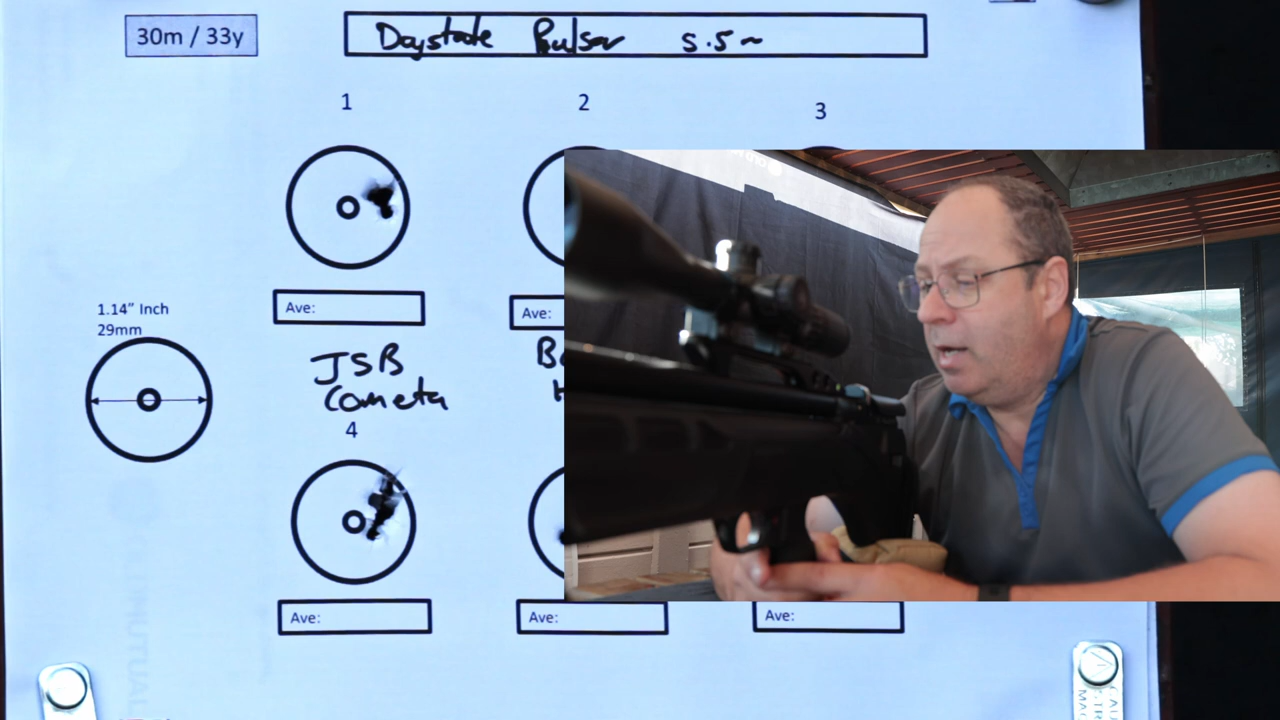 30m / 33y
Daystate Pulsar 5.5m
1
2
3
Ave:
Ave:
1.14" Inch
29mm
JSB
Cometa
4
Ave:
Ave:
Ave: